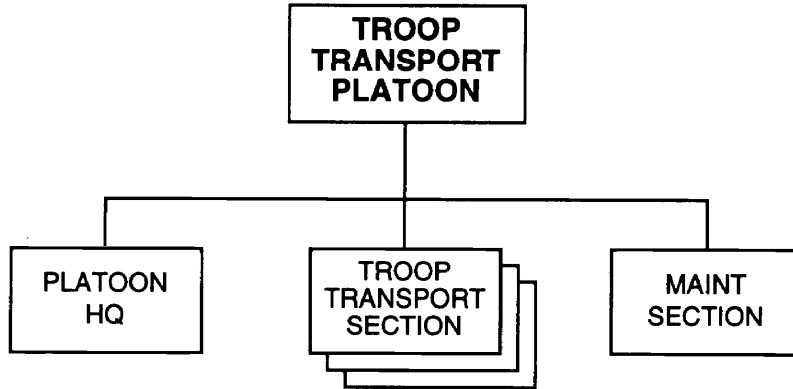 TROOP
TRANSPORT
PLATOON
PLATOON
HQ
TROOP
TRANSPORT
SECTION
MAINT
SECTION